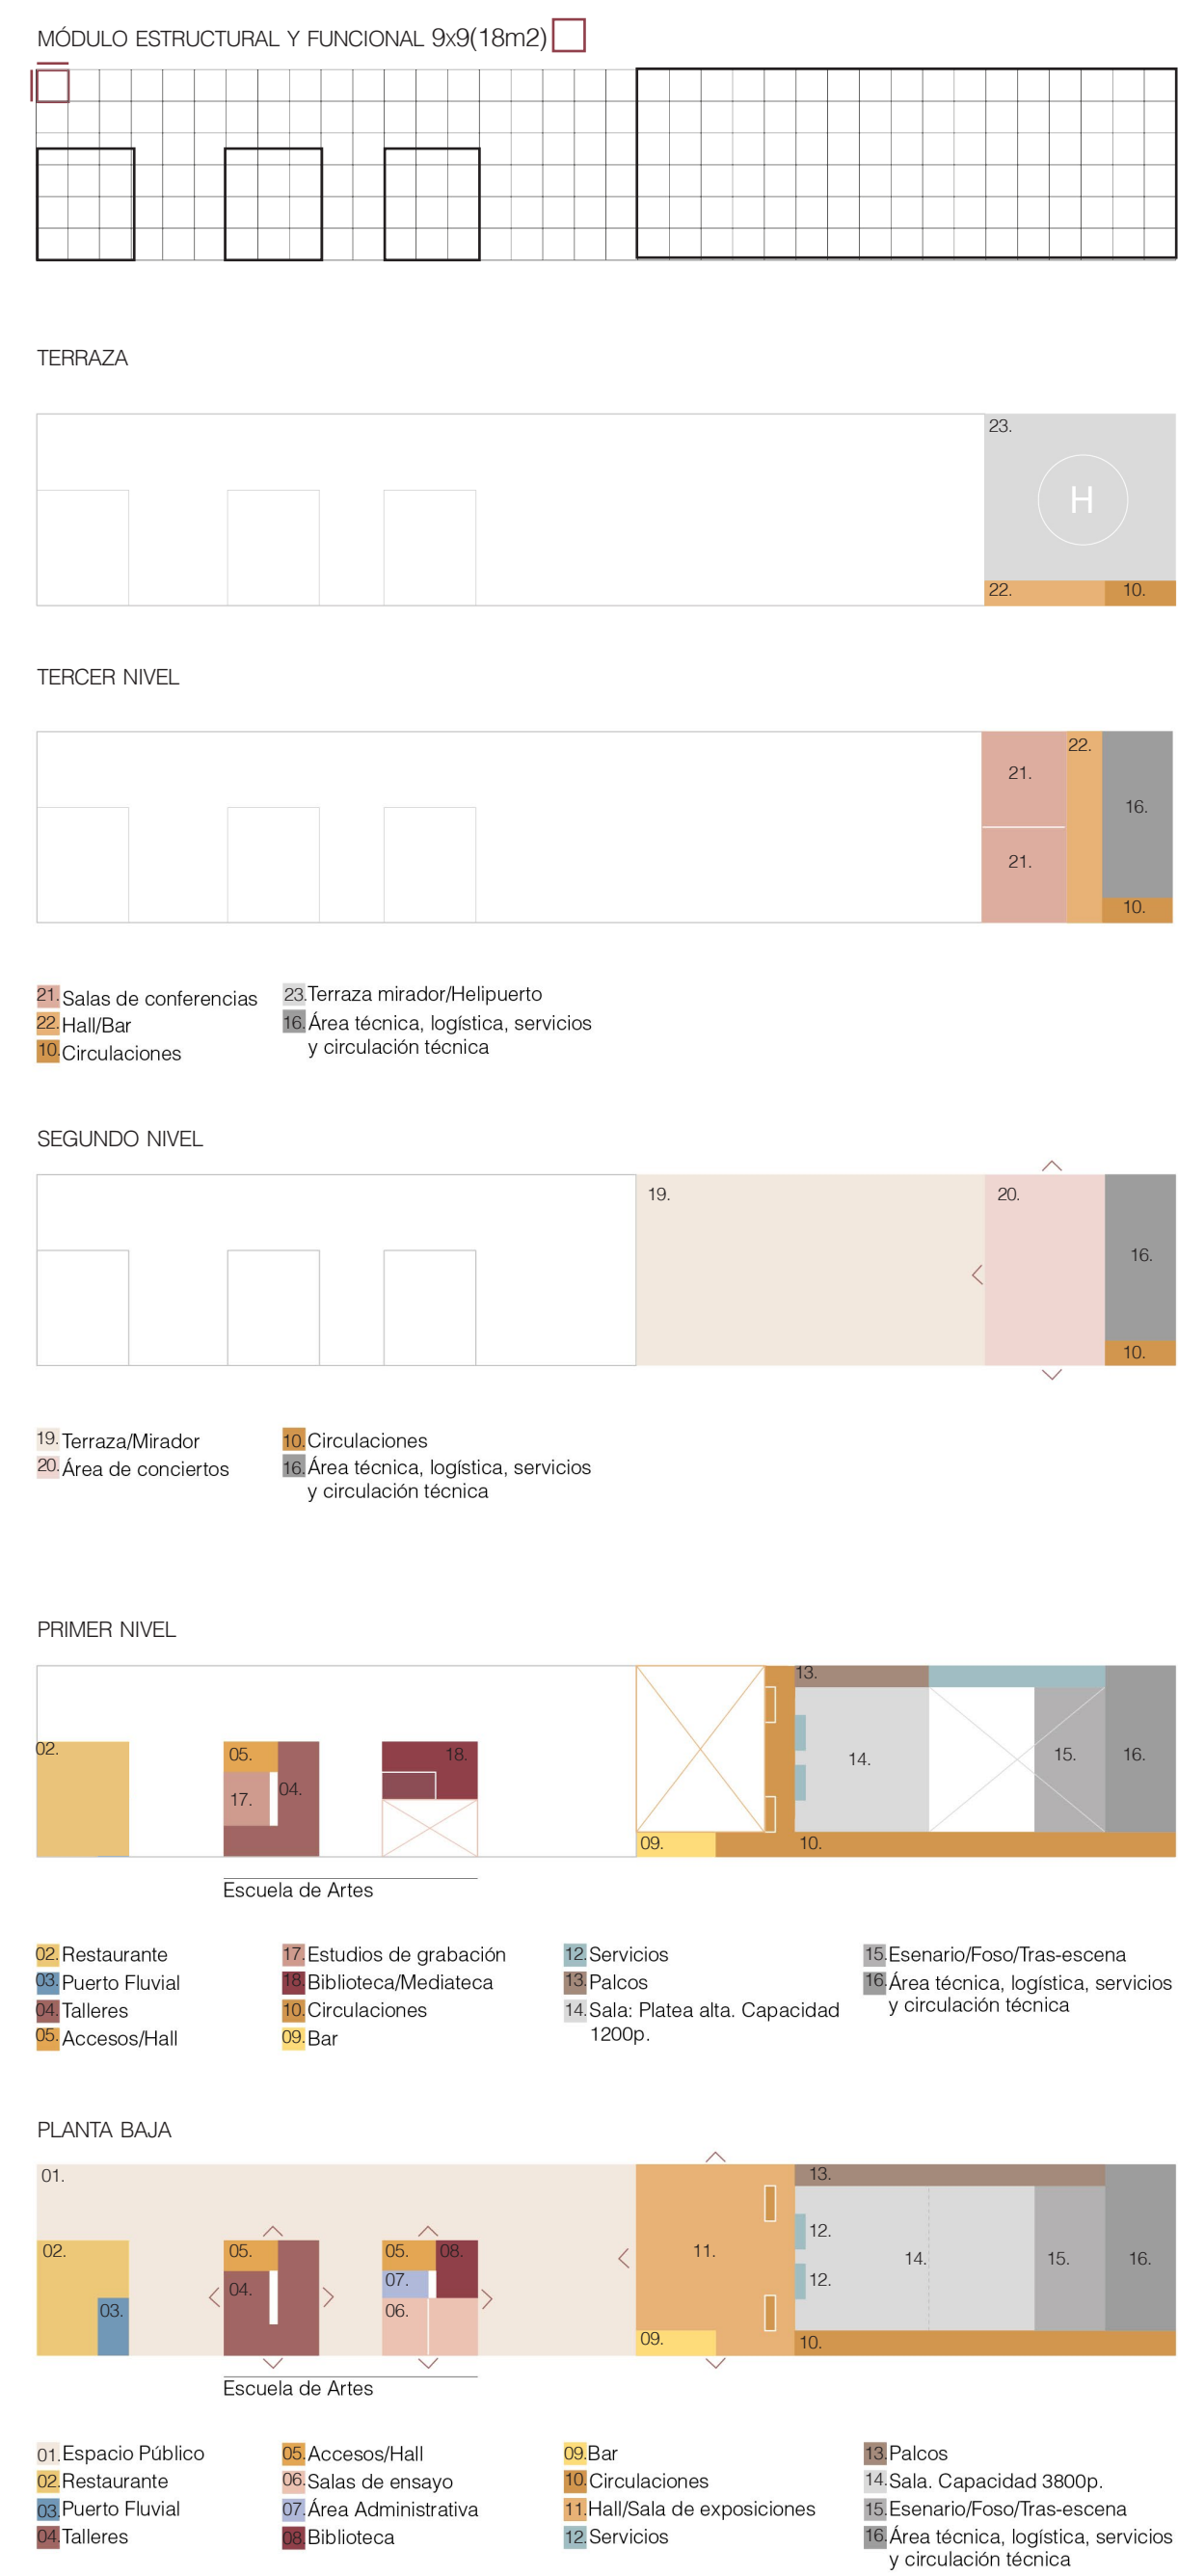 MÓDULO ESTRUCTURAL Y FUNCIONAL 9x9(18m2)
TERRAZA
23.
H
22.
10.
TERCER NIVEL
22.
21.
16.
21.
10.
21. Salas de conferencias
22. Hall/Bar
10. Circulaciones
23. Terraza mirador/Helipuerto
16. Área técnica, logística, servicios
y circulación técnica
SEGUNDO NIVEL
19.
20.
16.
10.
19. Terraza/Mirador
20. Área de conciertos
10. Circulaciones
16. Área técnica, logística, servicios
y circulación técnica
PRIMER NIVEL
13.
02.
05.
18.
14.
15.
16.
04.
17.
09.
10.
Escuela de Artes
02. Restaurante
03. Puerto Fluvial
04. Talleres
05. Accesos/Hall
17. Estudios de grabación
18. Biblioteca/Mediateca
10. Circulaciones
09. Bar
12. Servicios
13. Palcos
14. Sala: Platea alta. Capacidad
1200p.
15. Esenario/Foso/Tras-escena
16. Área técnica, logística, servicios
y circulación técnica
PLANTA BAJA
01.
13.
02.
05.
05.
08.
11.
12.
14.
15.
16.
04.
07.
12.
03.
06.
09.
10.
Escuela de Artes
01. Espacio Público
02. Restaurante
03. Puerto Fluvial
04. Talleres
05. Accesos/Hall
06. Salas de ensayo
07. Área Administrativa
08. Biblioteca
09. Bar
10. Circulaciones
11. Hall/Sala de exposiciones
12. Servicios
13. Palcos
14. Sala. Capacidad 3800p.
15. Esenario/Foso/Tras-escena
16. Área técnica, logística, servicios
y circulación técnica